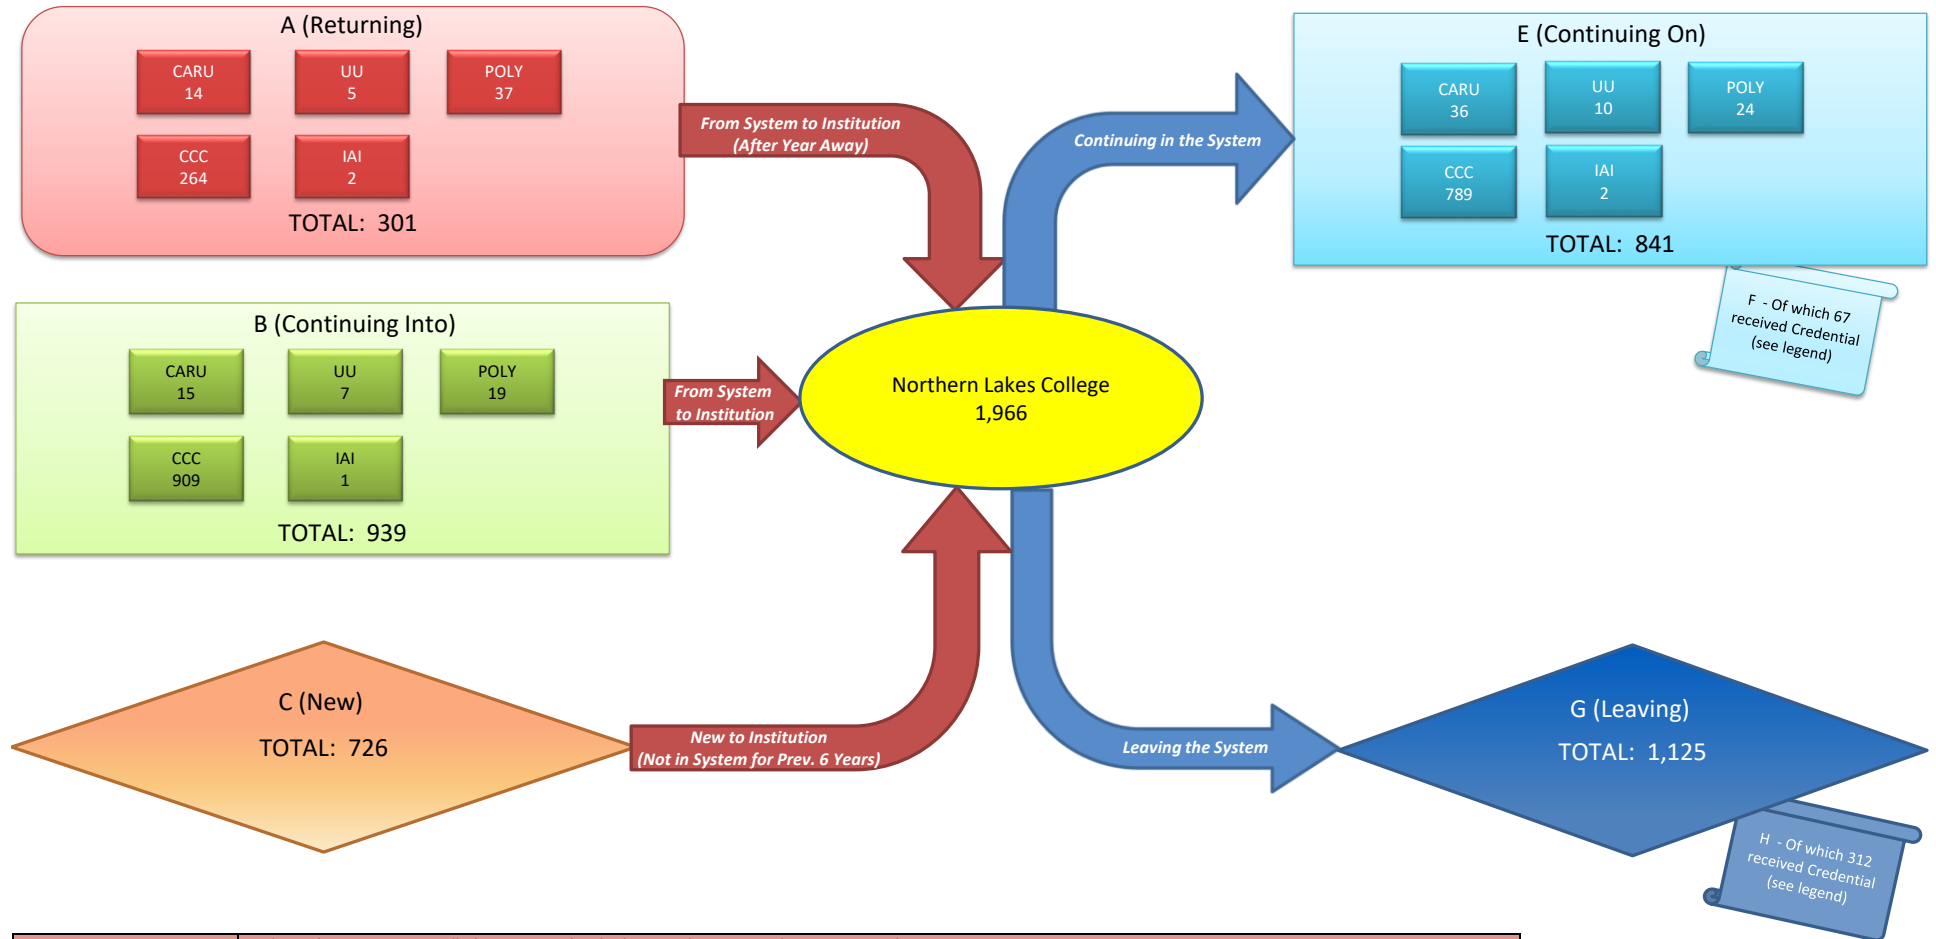 A (Returning)
CARU
14
UU
5
POLY
37
CCC
264
IAI
2
TOTAL: 301
From System to Institution
(After Year Away)
Continuing in the System
E (Continuing On)
CARU
36
UU
10
POLY
24
CCC
789
IAI
2
TOTAL: 841
F - Of which 67
received Credential
(see legend)
B (Continuing Into)
CARU
15
UU
7
POLY
19
CCC
909
IAI
1
TOTAL: 939
From System
to Institution
Northern Lakes College
1,966
C (New)
TOTAL: 726
New to Institution
(Not in System for Prev. 6 Years)
Leaving the System
G (Leaving)
TOTAL: 1,125
H - Of which 312
received Credential
(see legend)